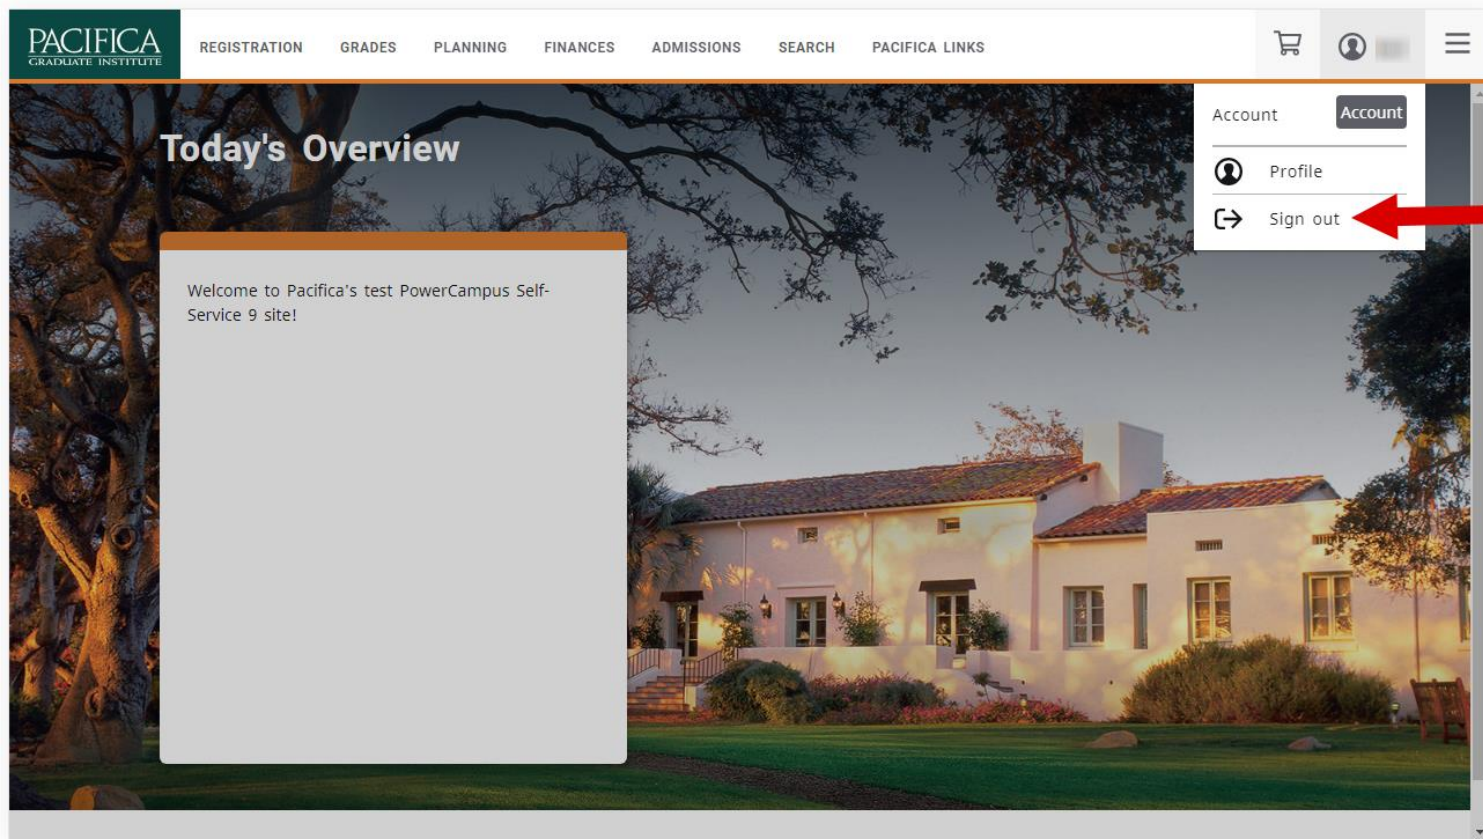 PACIFICA
GRADUATE INSTITUTE
REGISTRATION GRADES PLANNING FINANCES ADMISSIONS SEARCH PACIFICA LINKS
Account Account
Profile
Sign out
Today's Overview
Welcome to Pacifica's test PowerCampus Self-
Service 9 site!